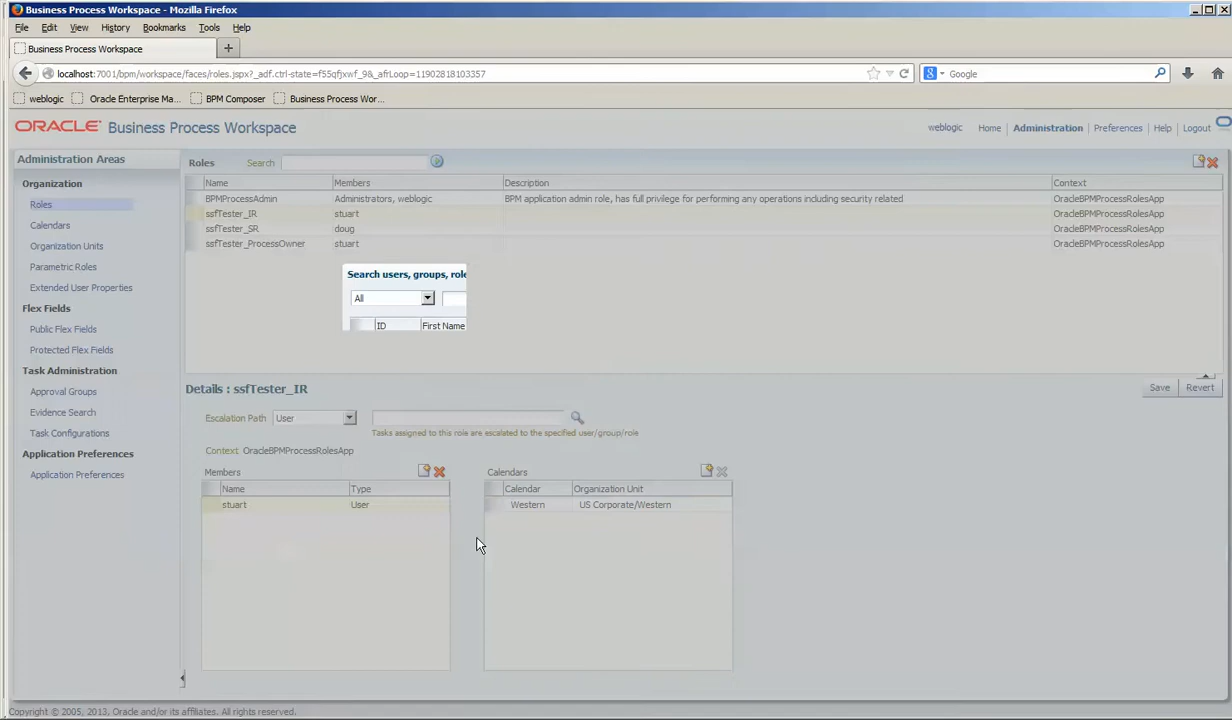 Business Process Workspace - Mozilla Firefox
File Edit View History Bookmarks Tools Help
Business Process Workspace
localhost:7001/bpm/workspace/faces/roles.jspx?_adf.ctrl-state=f55qfjxwf_9&_afrLoop=11902818103357
Google
weblogic Oracle Enterprise Ma... BPM Composer Business Process Wor...
ORACLE Business Process Workspace
weblogic Home Administration Preferences Help Logout
Administration Areas
Organization
Roles
Calendars
Organization Units
Parametric Roles
Extended User Properties
Flex Fields
Public Flex Fields
Protected Flex Fields
Task Administration
Approval Groups
Evidence Search
Task Configurations
Application Preferences
Application Preferences
Roles Search
Name Members Description Context
BPMProcessAdmin Administrators, weblogic BPM application admin role, has full privilege for performing any operations including security related OracleBPMProcessRolesApp
ssfTester_IR stuart OracleBPMProcessRolesApp
ssfTester_SR doug OracleBPMProcessRolesApp
ssfTester_ProcessOwner stuart OracleBPMProcessRolesApp
Search users, groups, role
All
ID First Name
Details : ssfTester_IR
Save Revert
Escalation Path User
Tasks assigned to this role are escalated to the specified user/group/role
Context OracleBPMProcessRolesApp
Members
Name Type
stuart User
Calendars
Calendar Organization Unit
Western US Corporate/Western
Copyright © 2005, 2013, Oracle and/or its affiliates. All rights reserved.